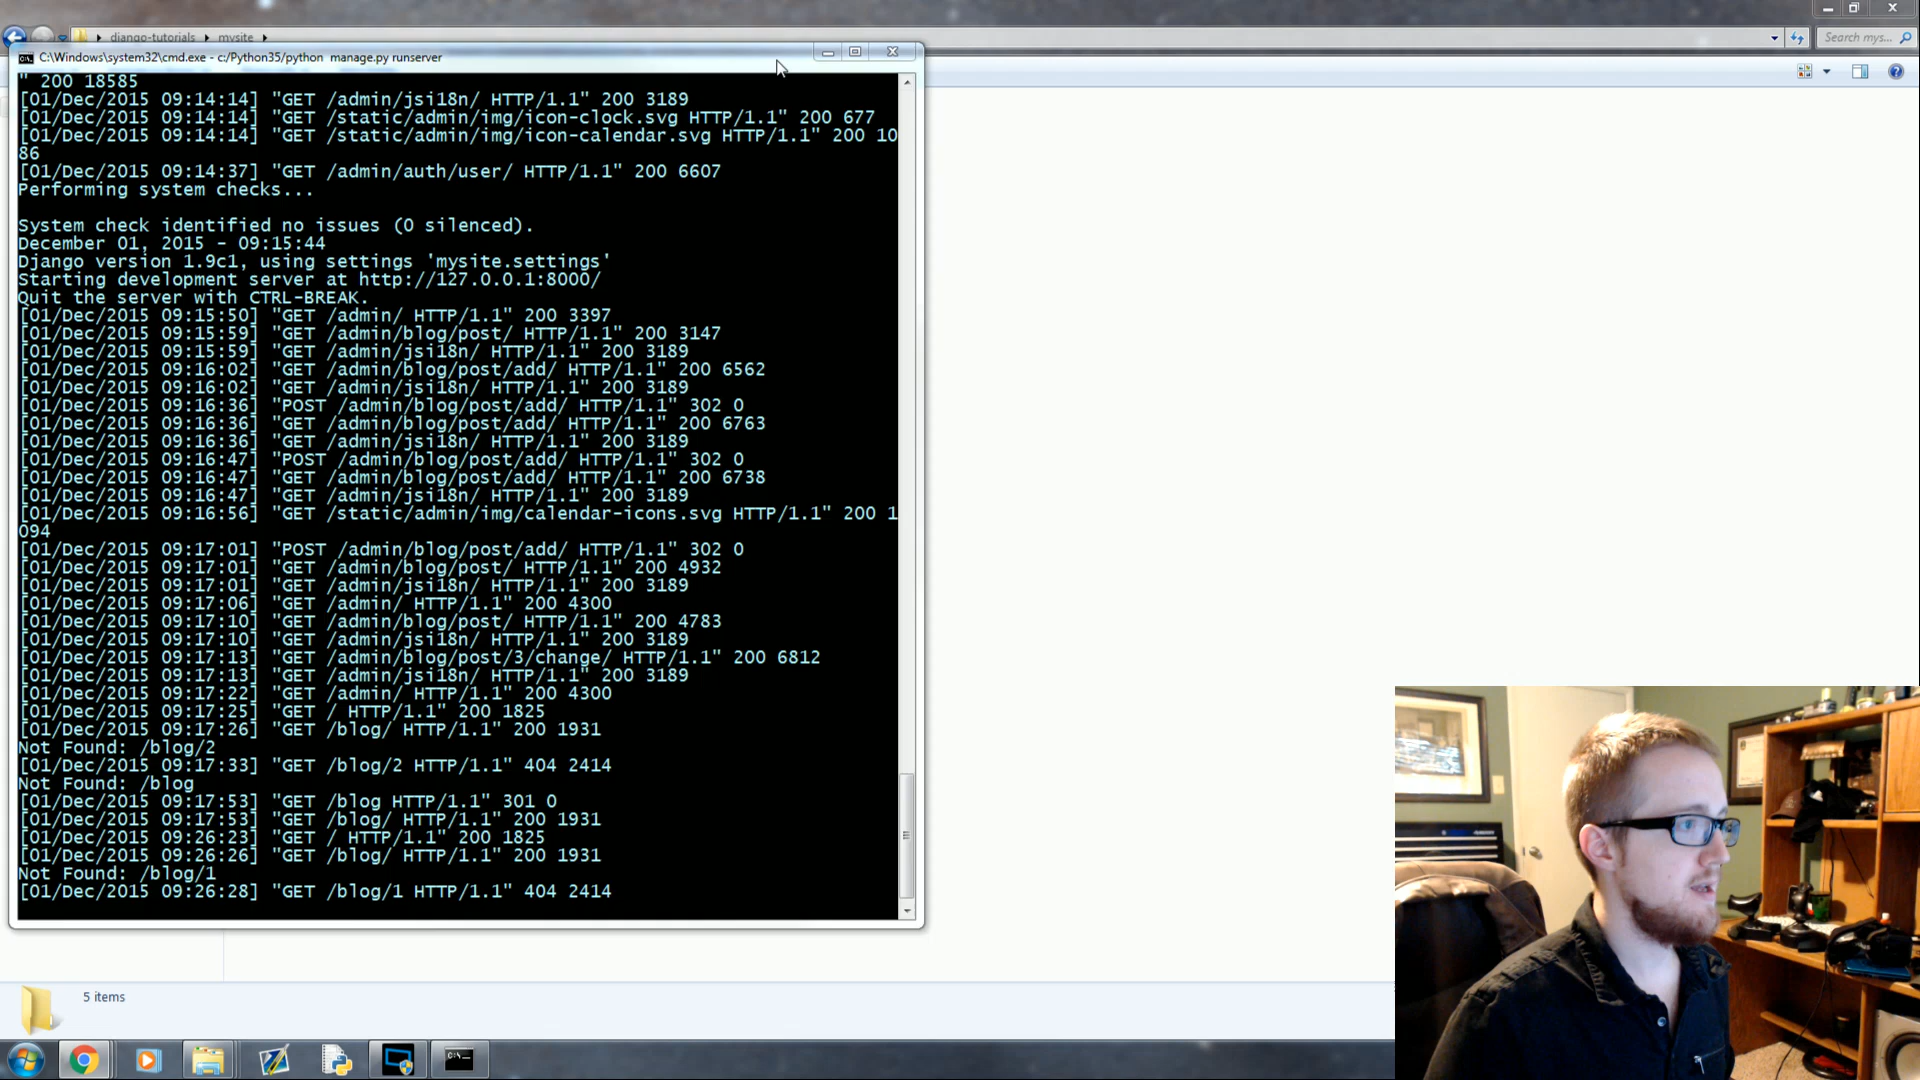 django-tutorials mysite
Search mys...
C:\Windows\system32\cmd.exe - c:/Python35/python manage.py runserver
" 200 18585
[01/Dec/2015 09:14:14] "GET /admin/jsi18n/ HTTP/1.1" 200 3189
[01/Dec/2015 09:14:14] "GET /static/admin/img/icon-clock.svg HTTP/1.1" 200 677
[01/Dec/2015 09:14:14] "GET /static/admin/img/icon-calendar.svg HTTP/1.1" 200 10
86
[01/Dec/2015 09:14:37] "GET /admin/auth/user/ HTTP/1.1" 200 6607
Performing system checks...
System check identified no issues (0 silenced).
December 01, 2015 - 09:15:44
Django version 1.9c1, using settings 'mysite.settings'
Starting development server at http://127.0.0.1:8000/
Quit the server with CTRL-BREAK.
[01/Dec/2015 09:15:50] "GET /admin/ HTTP/1.1" 200 3397
[01/Dec/2015 09:15:59] "GET /admin/blog/post/ HTTP/1.1" 200 3147
[01/Dec/2015 09:15:59] "GET /admin/jsi18n/ HTTP/1.1" 200 3189
[01/Dec/2015 09:16:02] "GET /admin/blog/post/add/ HTTP/1.1" 200 6562
[01/Dec/2015 09:16:02] "GET /admin/jsi18n/ HTTP/1.1" 200 3189
[01/Dec/2015 09:16:36] "POST /admin/blog/post/add/ HTTP/1.1" 302 0
[01/Dec/2015 09:16:36] "GET /admin/blog/post/add/ HTTP/1.1" 200 6763
[01/Dec/2015 09:16:36] "GET /admin/jsi18n/ HTTP/1.1" 200 3189
[01/Dec/2015 09:16:47] "POST /admin/blog/post/add/ HTTP/1.1" 302 0
[01/Dec/2015 09:16:47] "GET /admin/blog/post/add/ HTTP/1.1" 200 6738
[01/Dec/2015 09:16:47] "GET /admin/jsi18n/ HTTP/1.1" 200 3189
[01/Dec/2015 09:16:56] "GET /static/admin/img/calendar-icons.svg HTTP/1.1" 200 1
094
[01/Dec/2015 09:17:01] "POST /admin/blog/post/add/ HTTP/1.1" 302 0
[01/Dec/2015 09:17:01] "GET /admin/blog/post/ HTTP/1.1" 200 4932
[01/Dec/2015 09:17:01] "GET /admin/jsi18n/ HTTP/1.1" 200 3189
[01/Dec/2015 09:17:06] "GET /admin/ HTTP/1.1" 200 4300
[01/Dec/2015 09:17:10] "GET /admin/blog/post/ HTTP/1.1" 200 4783
[01/Dec/2015 09:17:10] "GET /admin/jsi18n/ HTTP/1.1" 200 3189
[01/Dec/2015 09:17:13] "GET /admin/blog/post/3/change/ HTTP/1.1" 200 6812
[01/Dec/2015 09:17:13] "GET /admin/jsi18n/ HTTP/1.1" 200 3189
[01/Dec/2015 09:17:22] "GET /admin/ HTTP/1.1" 200 4300
[01/Dec/2015 09:17:25] "GET / HTTP/1.1" 200 1825
[01/Dec/2015 09:17:26] "GET /blog/ HTTP/1.1" 200 1931
Not Found: /blog/2
[01/Dec/2015 09:17:33] "GET /blog/2 HTTP/1.1" 404 2414
Not Found: /blog
[01/Dec/2015 09:17:53] "GET /blog HTTP/1.1" 301 0
[01/Dec/2015 09:17:53] "GET /blog/ HTTP/1.1" 200 1931
[01/Dec/2015 09:26:23] "GET / HTTP/1.1" 200 1825
[01/Dec/2015 09:26:26] "GET /blog/ HTTP/1.1" 200 1931
Not Found: /blog/1
[01/Dec/2015 09:26:28] "GET /blog/1 HTTP/1.1" 404 2414
5 items